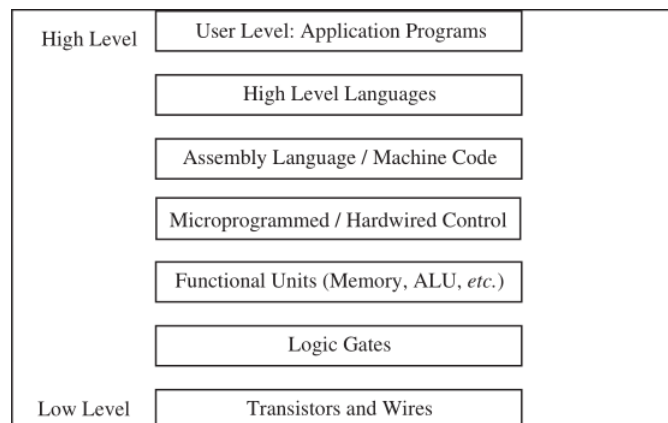 High Level
User Level: Application Programs
High Level Languages
Assembly Language / Machine Code
Microprogrammed / Hardwired Control
Functional Units (Memory, ALU, etc.)
Logic Gates
Low Level
Transistors and Wires